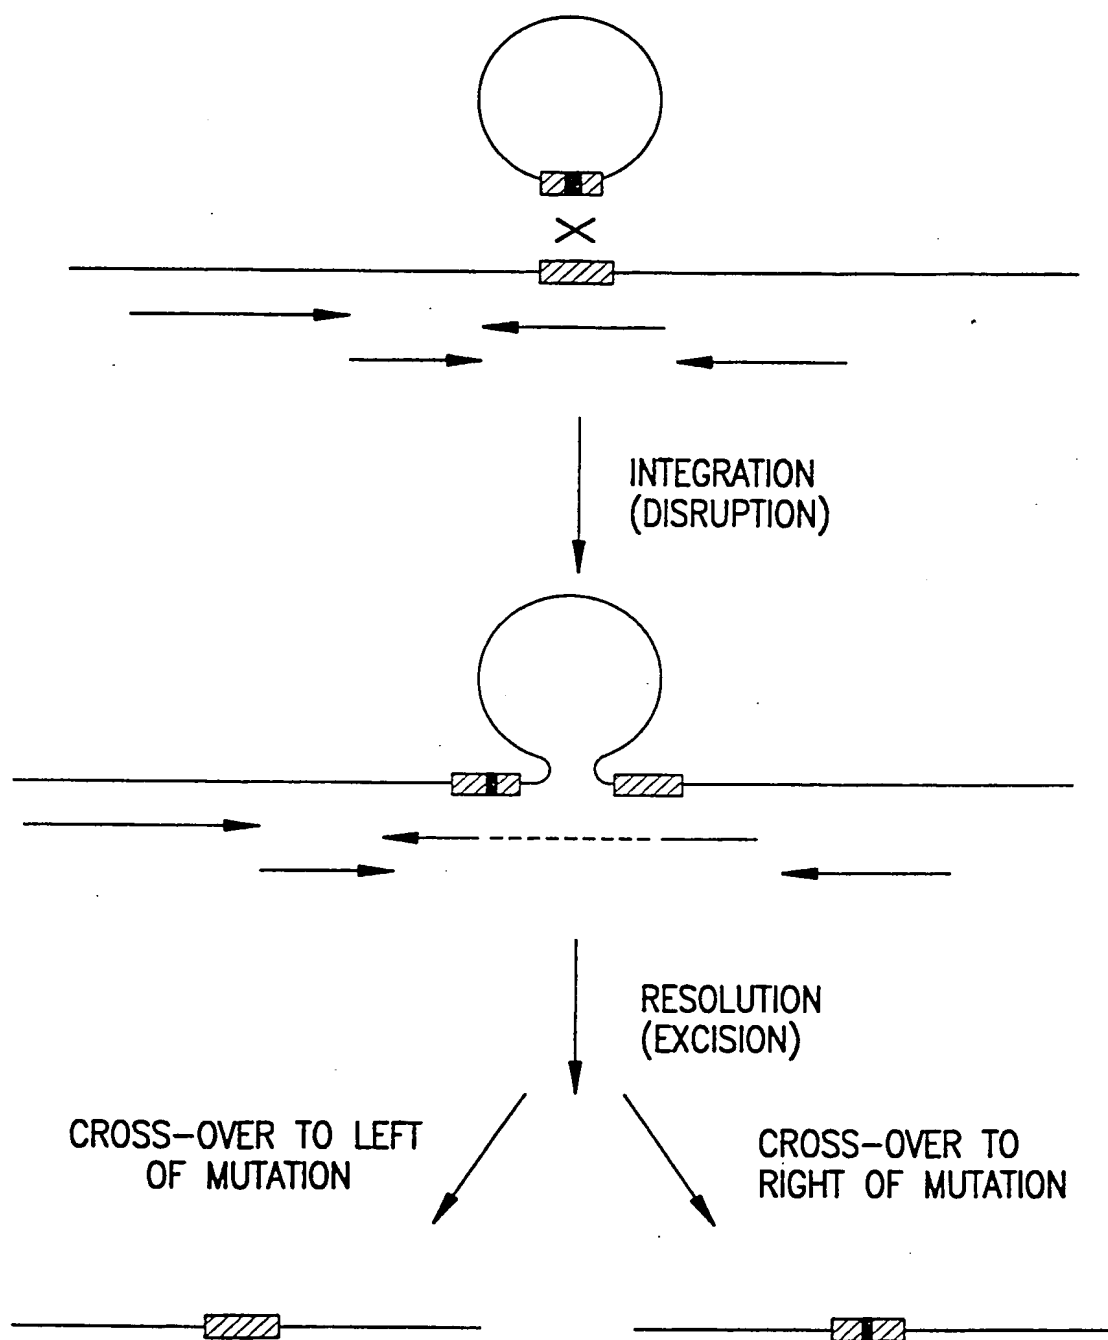 INTEGRATION
(DISRUPTION)
RESOLUTION
(EXCISION)
CROSS-OVER TO LEFT
OF MUTATION
CROSS-OVER TO
RIGHT OF MUTATION